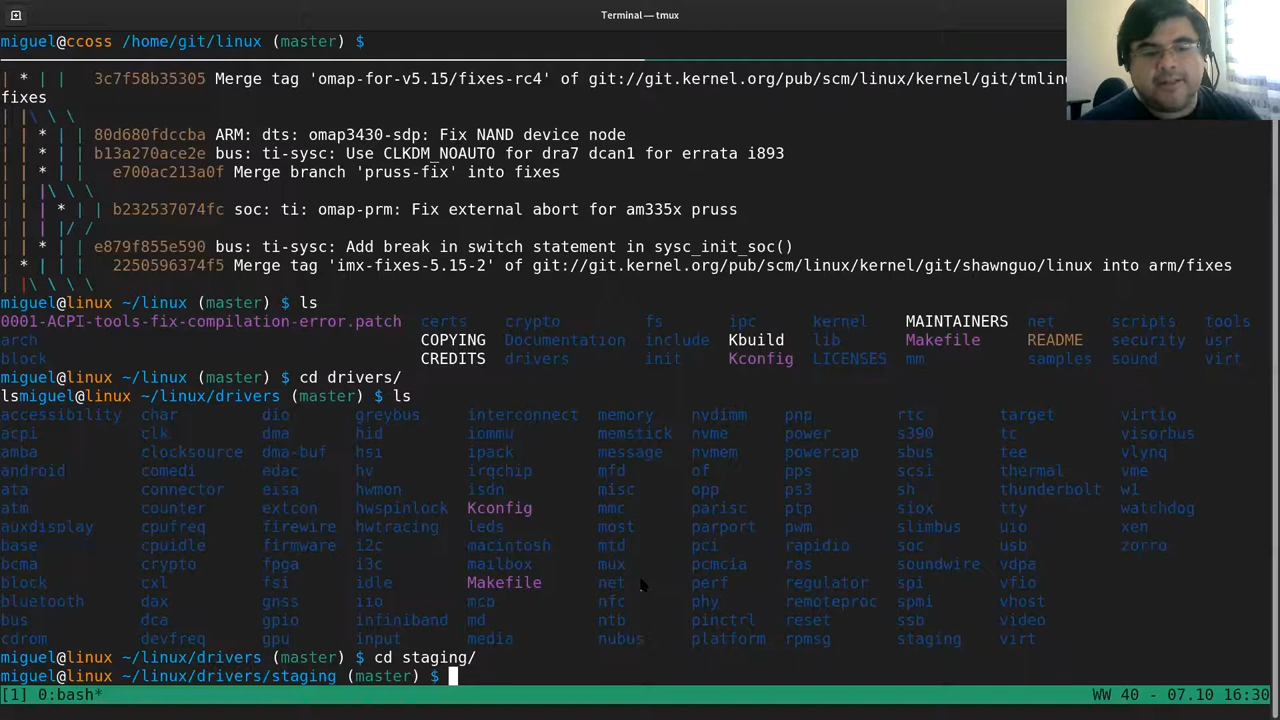 Terminal — tmux
miguel@ccoss /home/git/linux (master) $
| * | |   3c7f58b35305 Merge tag 'omap-for-v5.15/fixes-rc4' of git://git.kernel.org/pub/scm/linux/kernel/git/tmlin
fixes
| |\ \ \
| | * | | 80d680fdccba ARM: dts: omap3430-sdp: Fix NAND device node
| | * | | b13a270ace2e bus: ti-sysc: Use CLKDM_NOAUTO for dra7 dcan1 for errata i893
| | * | |   e700ac213a0f Merge branch 'pruss-fix' into fixes
| | |\ \ \
| | | * | | b232537074fc soc: ti: omap-prm: Fix external abort for am335x pruss
| | | |/ /
| | * | | e879f855e590 bus: ti-sysc: Add break in switch statement in sysc_init_soc()
| * | | |   2250596374f5 Merge tag 'imx-fixes-5.15-2' of git://git.kernel.org/pub/scm/linux/kernel/git/shawnguo/linux into arm/fixes
| |\ \ \ \
miguel@linux ~/linux (master) $ ls
0001-ACPI-tools-fix-compilation-error.patch certs crypto fs ipc kernel MAINTAINERS net scripts tools
arch COPYING Documentation include Kbuild lib Makefile README security usr
block CREDITS drivers init Kconfig LICENSES mm samples sound virt
miguel@linux ~/linux (master) $ cd drivers/
lsmiguel@linux ~/linux/drivers (master) $ ls
accessibility char dio greybus interconnect memory nvdimm pnp rtc target virtio
acpi clk dma hid iommu memstick nvme power s390 tc visorbus
amba clocksource dma-buf hsi ipack message nvmem powercap sbus tee vlynq
android comedi edac hv irqchip mfd of pps scsi thermal vme
ata connector eisa hwmon isdn misc opp ps3 sh thunderbolt w1
atm counter extcon hwspinlock Kconfig mmc parisc ptp siox tty watchdog
auxdisplay cpufreq firewire hwtracing leds most parport pwm slimbus uio xen
base cpuidle firmware i2c macintosh mtd pci rapidio soc usb zorro
bcma crypto fpga i3c mailbox mux pcmcia ras soundwire vdpa
block cxl fsi idle Makefile net perf regulator spi vfio
bluetooth dax gnss iio mcb nfc phy remoteproc spmi vhost
bus dca gpio infiniband md ntb pinctrl reset ssb video
cdrom devfreq gpu input media nubus platform rpmsg staging virt
miguel@linux ~/linux/drivers (master) $ cd staging/
miguel@linux ~/linux/drivers/staging (master) $
[1] 0:bash* WW 40 - 07.10 16:30